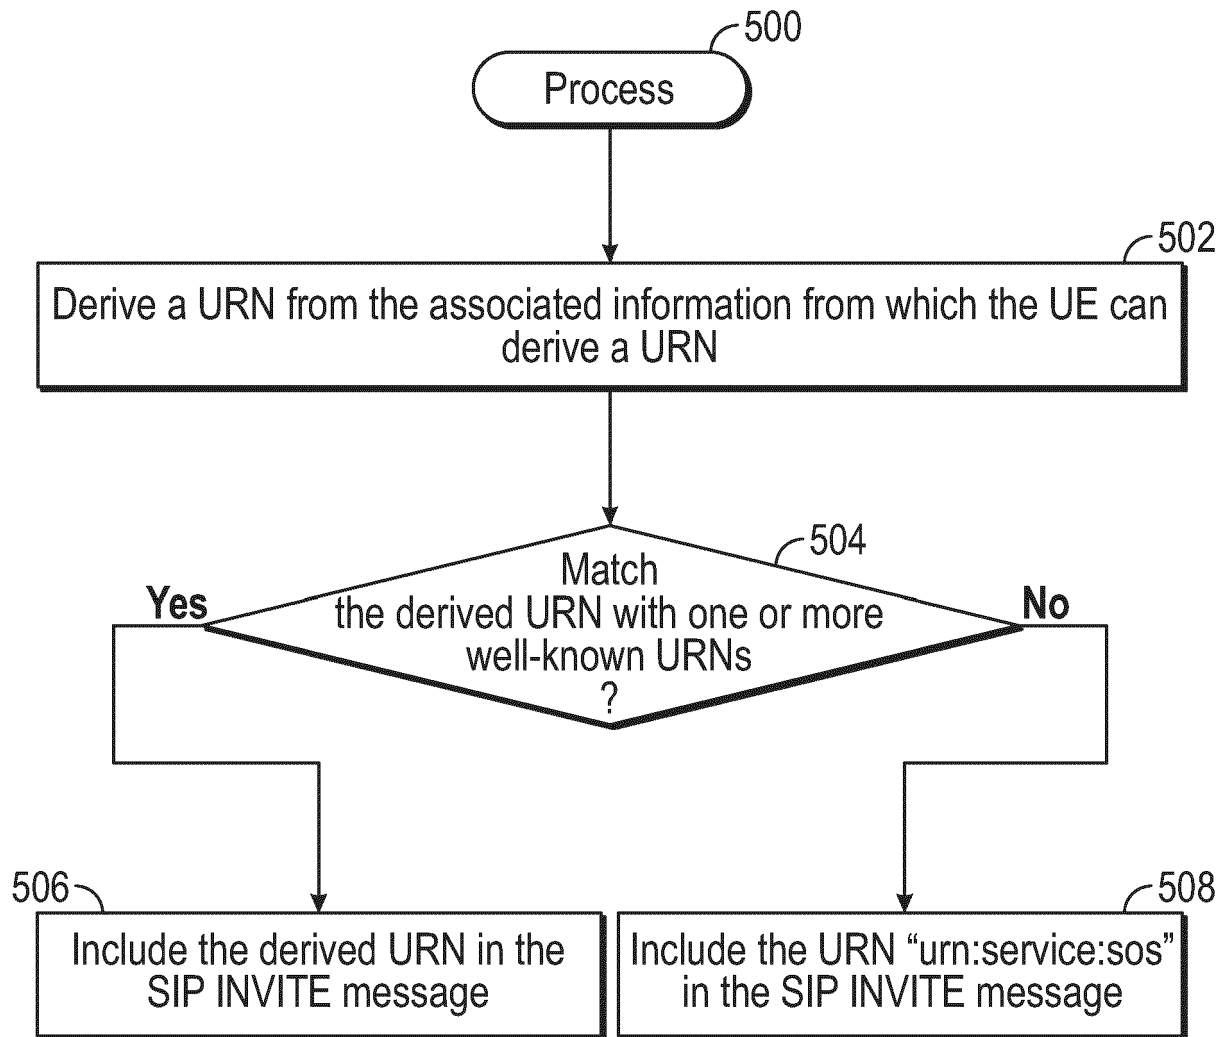 500
Process
502
Derive a URN from the associated information from which the UE can
derive a URN
504
Match
the derived URN with one or more
well-known URNs
?
Yes
No
506
Include the derived URN in the
SIP INVITE message
508
Include the URN “urn:service:sos”
in the SIP INVITE message